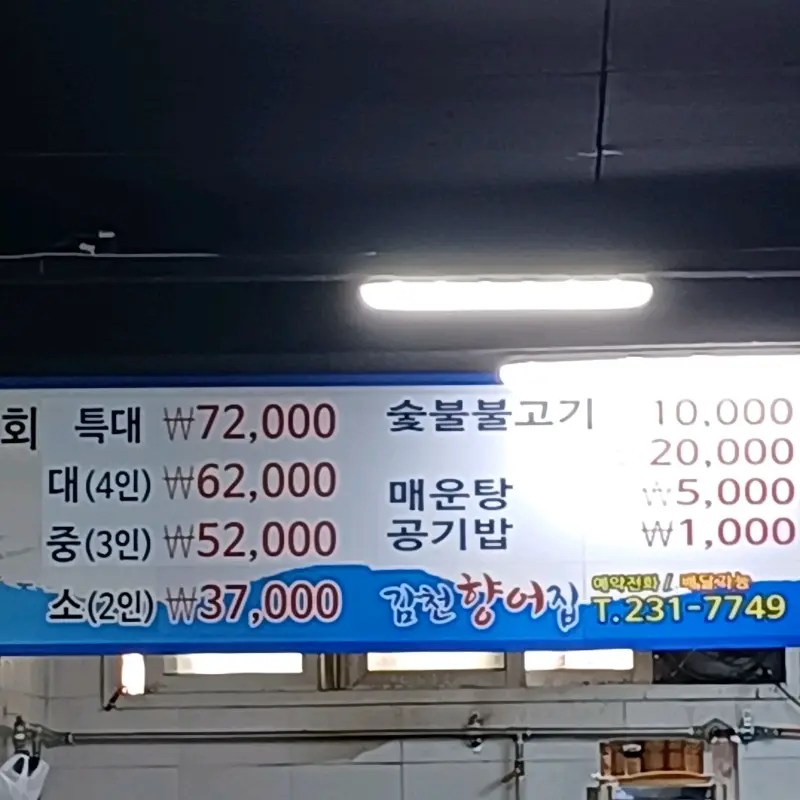 회 특대 ₩72,000
대(4인) ₩62,000
중(3인) ₩52,000
소(2인) ₩37,000
숯불불고기 10,000
20,000
매운탕 ₩5,000
공기밥 ₩1,000
김천향어집
예약전화 / 배달가능
T.231-7749